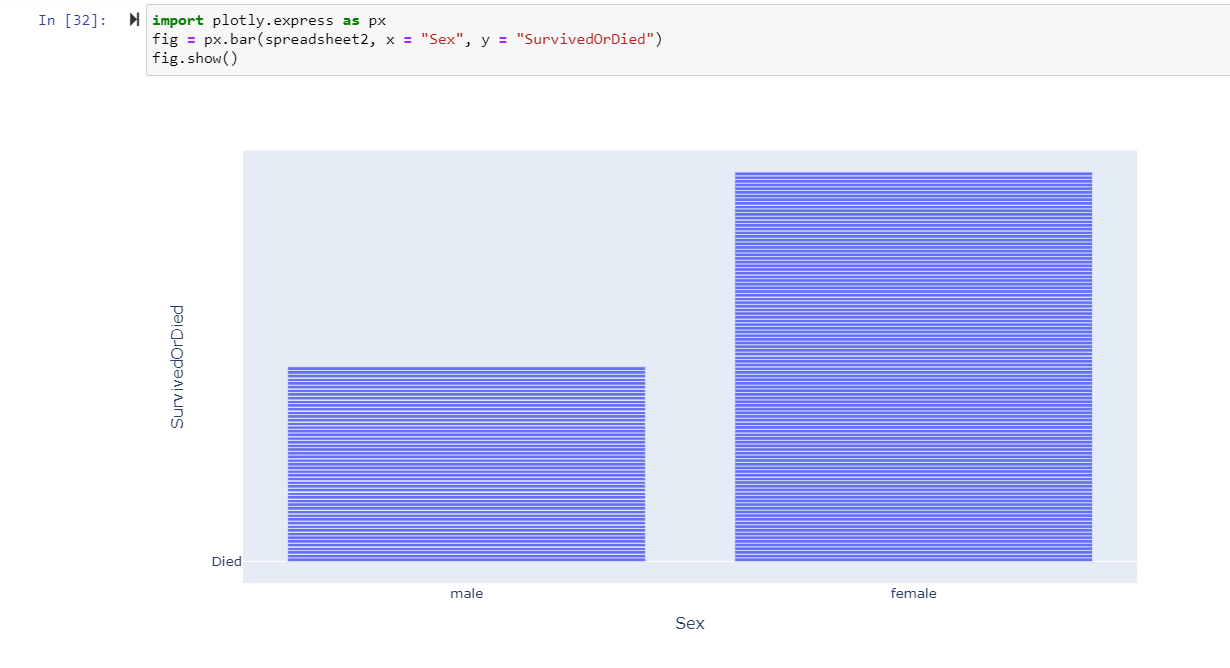 In [32]: import plotly.express as px
fig = px.bar(spreadsheet2, x = "Sex", y = "SurvivedOrDied")
fig.show()
SurvivedOrDied
Died
male female
Sex